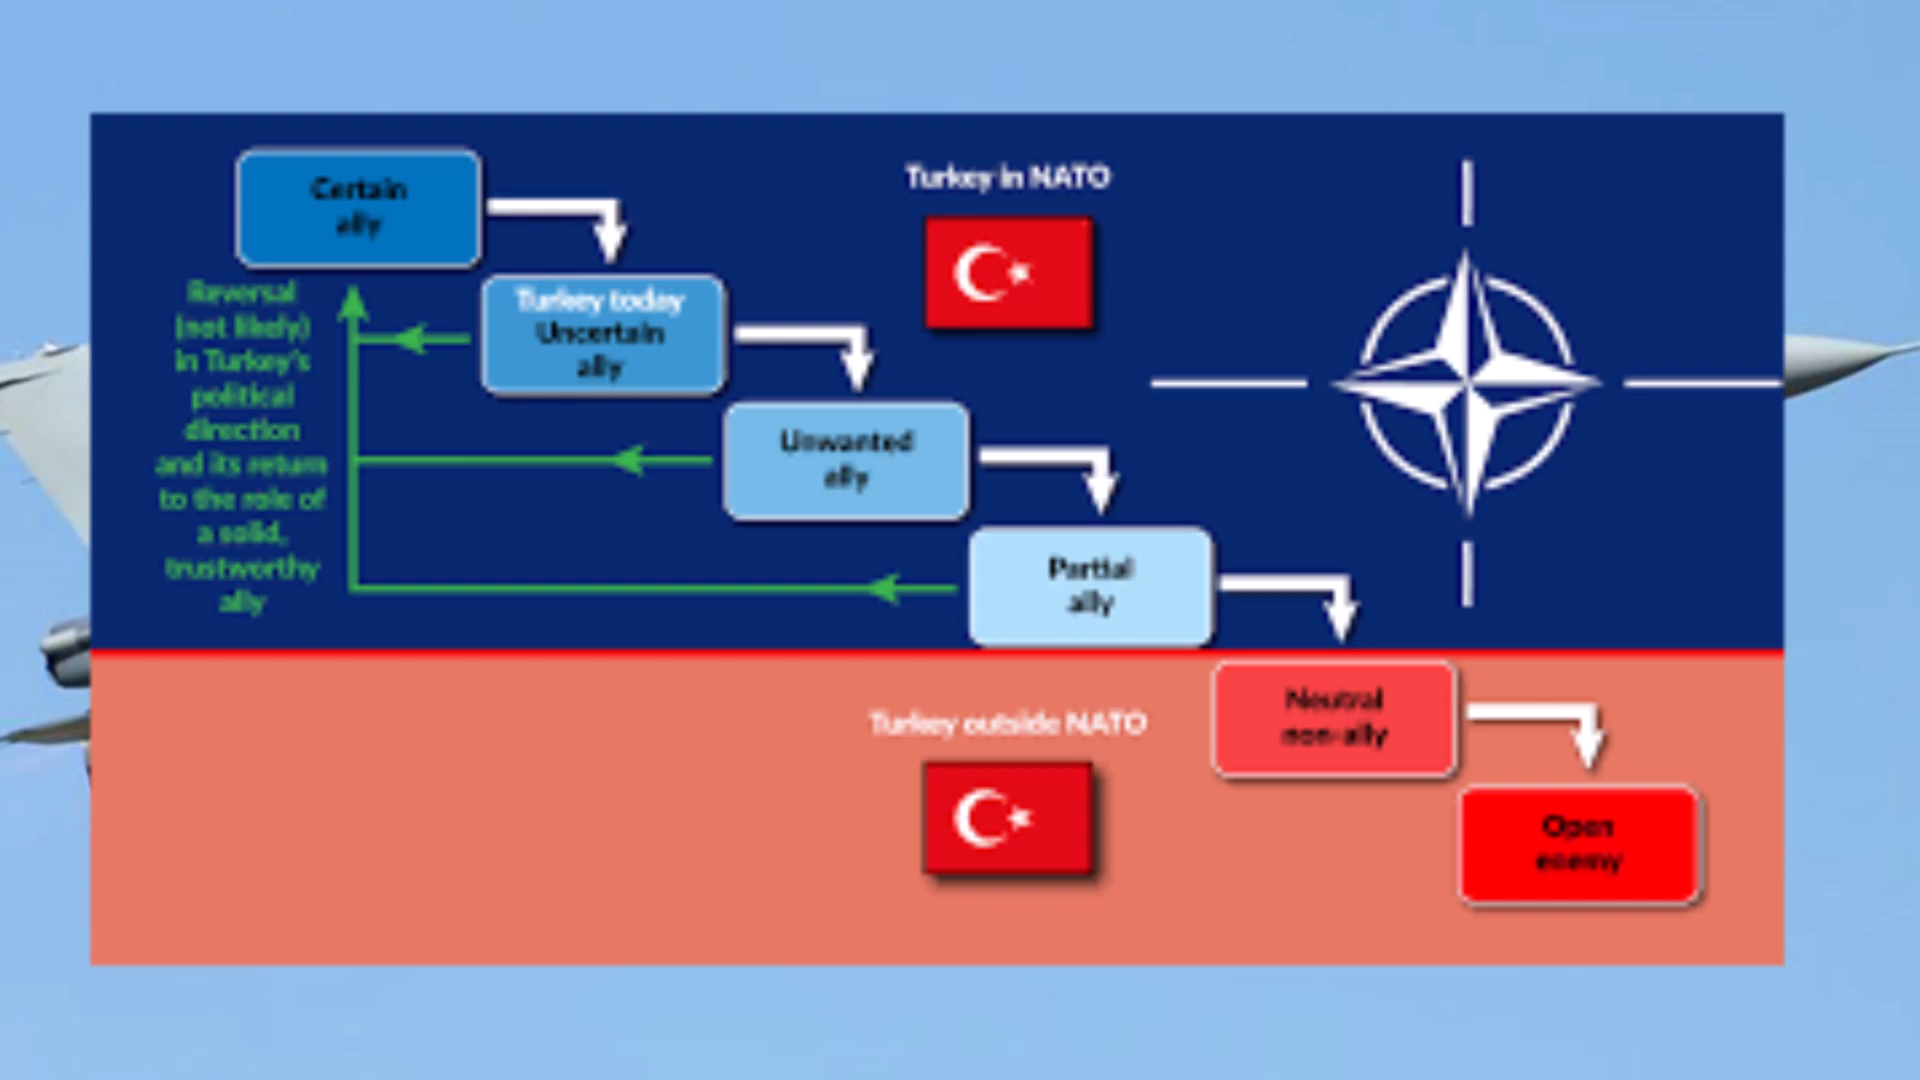 Certain
ally
Turkey in NATO
Turkey today
Uncertain
ally
Reversal
(not likely)
in Turkey's
political
direction
and its return
to the role of
a solid,
trustworthy
ally
Unwanted
ally
Partial
ally
Turkey outside NATO
Neutral
non-ally
Open
enemy